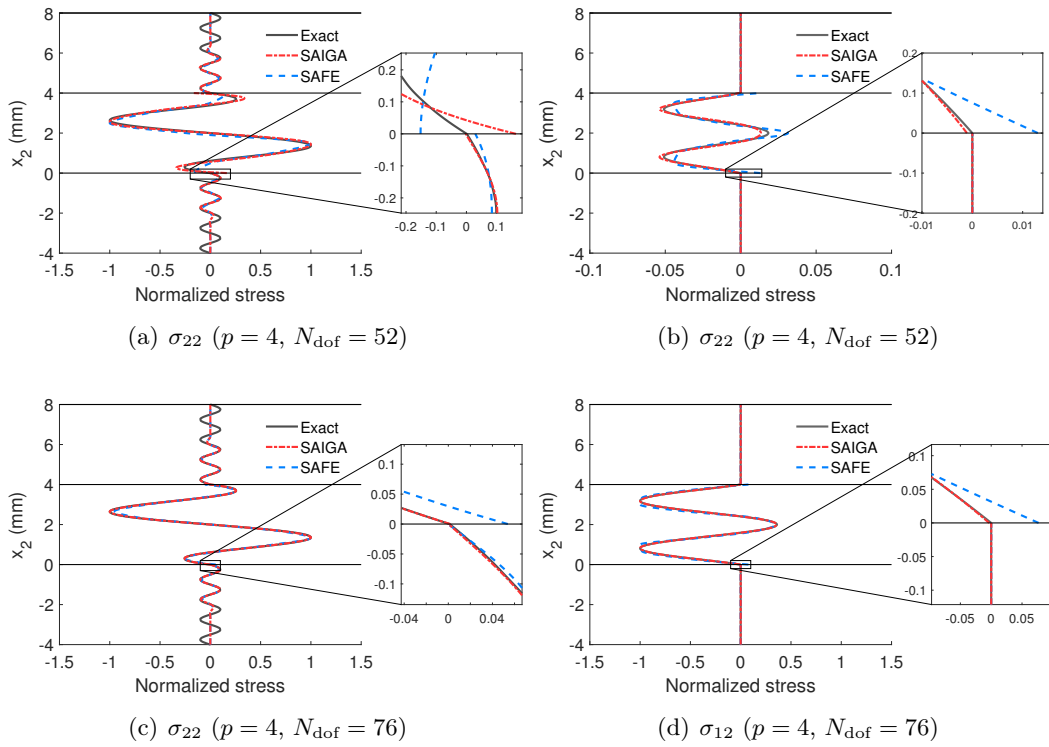 8
6
4
2
0
-2
-4
x2 (mm)
-1.5 -1 -0.5 0 0.5 1 1.5
Normalized stress
Exact
SAIGA
SAFE
0.2
0.1
0
-0.1
-0.2
-0.2 -0.1 0 0.1
(a) σ22 (p = 4, Ndof = 52)
8
6
4
2
0
-2
-4
x2 (mm)
-0.1 -0.05 0 0.05 0.1
Normalized stress
Exact
SAIGA
SAFE
0.2
0.1
0
-0.1
-0.2
-0.01 0 0.01
(b) σ22 (p = 4, Ndof = 52)
8
6
4
2
0
-2
-4
x2 (mm)
-1.5 -1 -0.5 0 0.5 1 1.5
Normalized stress
Exact
SAIGA
SAFE
0.1
0.05
0
-0.05
-0.1
-0.04 0 0.04
(c) σ22 (p = 4, Ndof = 76)
8
6
4
2
0
-2
-4
x2 (mm)
-1.5 -1 -0.5 0 0.5 1 1.5
Normalized stress
Exact
SAIGA
SAFE
0.1
0.05
0
-0.05
-0.1
-0.05 0 0.05
(d) σ12 (p = 4, Ndof = 76)